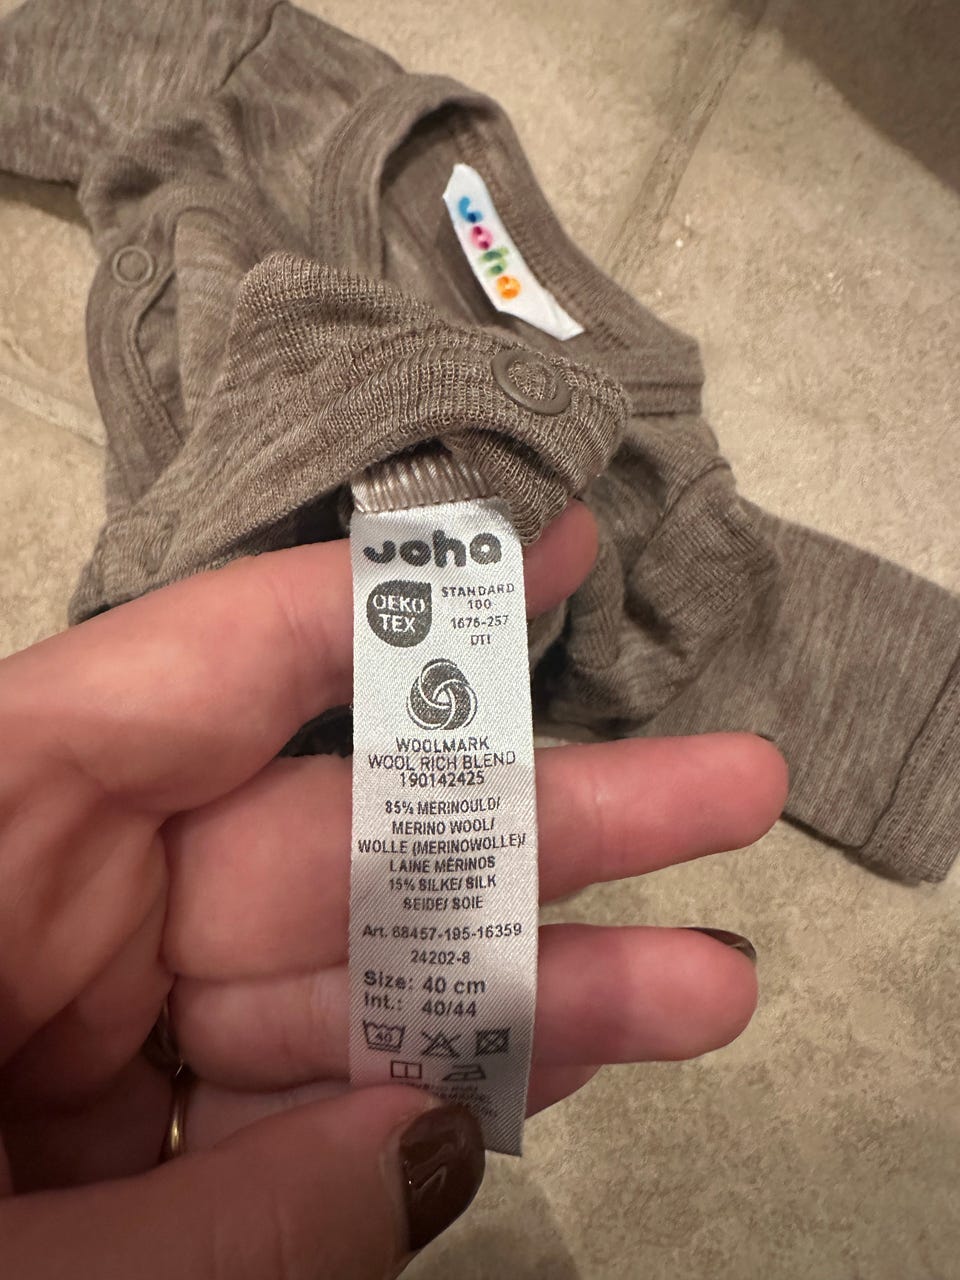 Joha
Joha
OEKO
TEX
STANDARD
100
1676-257
DTI
WOOLMARK
WOOL RICH BLEND
190142425
85% MERINOULD/
MERINO WOOL/
WOLLE (MERINOWOLLE)/
LAINE MÉRINOS
15% SILKE/ SILK
SEIDE/ SOIE
Art. 68457-195-16359
24202-8
Size: 40 cm
Int.: 40/44
40